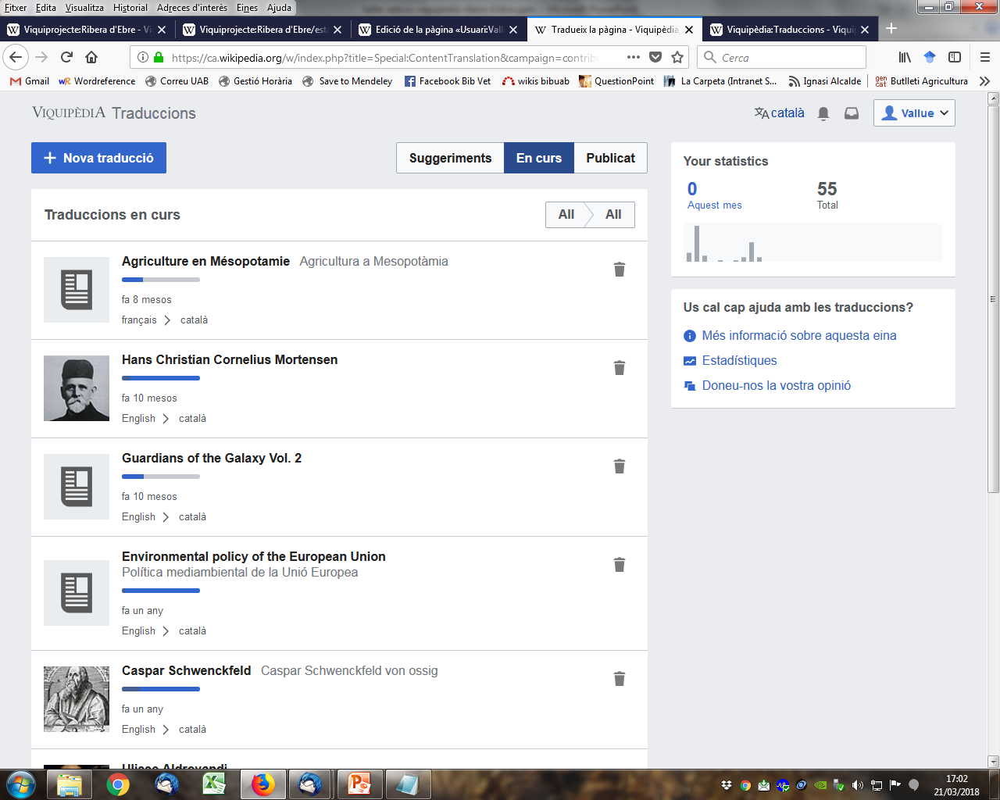 Fitxer Edita Visualitza Historial Adreces d'interès Eines Ajuda
Viquiprojecte:Ribera d'Ebre - Vi
Viquiprojecte:Ribera d'Ebre/est
Edició de la pàgina «Usuari:Vall
Tradueix la pàgina - Viquipèdia
Viquipèdia:Traduccions - Viquip
https://ca.wikipedia.org/w/index.php?title=Special:ContentTranslation&campaign=contrib
Cerca
Gmail Wordreference Correu UAB Gestió Horària Save to Mendeley Facebook Bib Vet wikis bibuab QuestionPoint La Carpeta (Intranet S... Ignasi Alcalde Butlleti Agricultura
VIQUIPÈDIA Traduccions
català
Vallue
+ Nova traducció
Suggeriments En curs Publicat
Traduccions en curs
All All
Agriculture en Mésopotamie Agricultura a Mesopotàmia
fa 8 mesos
français català
Hans Christian Cornelius Mortensen
fa 10 mesos
English català
Guardians of the Galaxy Vol. 2
fa 10 mesos
English català
Environmental policy of the European Union
Política mediambiental de la Unió Europea
fa un any
English català
Caspar Schwenckfeld Caspar Schwenckfeld von ossig
fa un any
English català
Ulisse Aldrovandi
Your statistics
0 55
Aquest mes Total
Us cal cap ajuda amb les traduccions?
Més informació sobre aquesta eina
Estadístiques
Doneu-nos la vostra opinió
17:02
21/03/2018